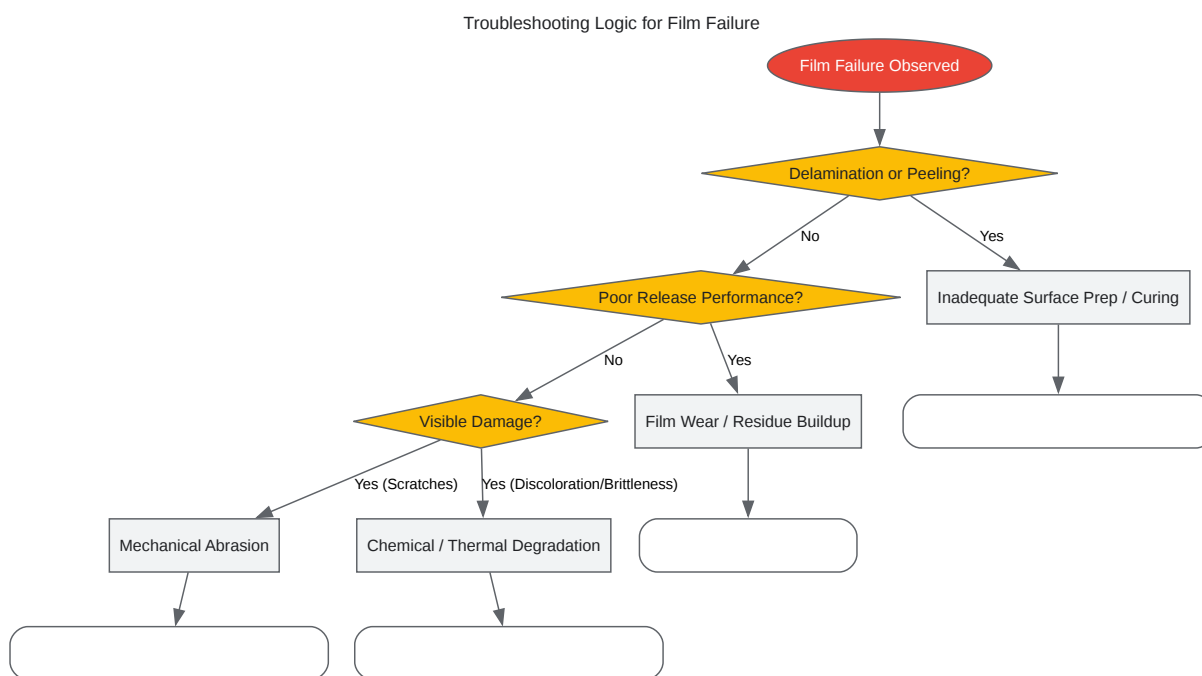 Troubleshooting Logic for Film Failure
Film Failure Observed
Delamination or Peeling?
No
Yes
Poor Release Performance?
Inadequate Surface Prep / Curing
No
Yes
Visible Damage?
Film Wear / Residue Buildup
Yes (Scratches)
Yes (Discoloration/Brittleness)
Mechanical Abrasion
Chemical / Thermal Degradation